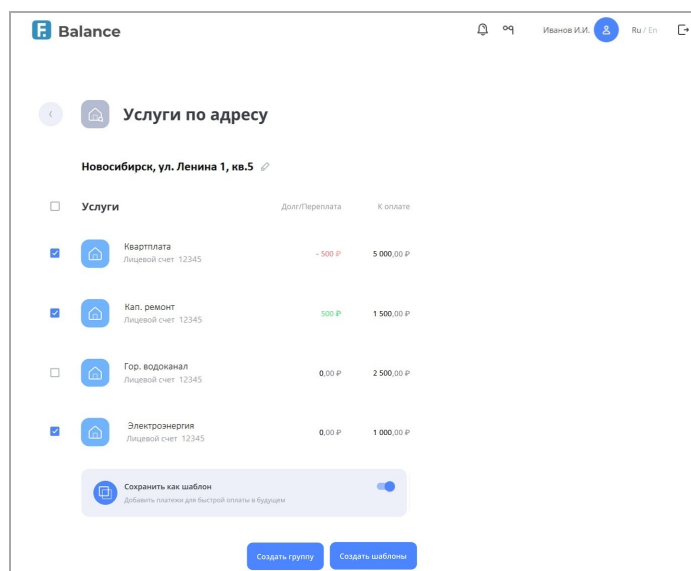 F. Balance
Иванов И.И.
Ru / En
Услуги по адресу
Новосибирск, ул. Ленина 1, кв.5
Услуги Долг/Переплата К оплате
Квартплата
Лицевой счет 12345
- 500 ₽ 5 000,00 ₽
Кап. ремонт
Лицевой счет 12345
500 ₽ 1 500,00 ₽
Гор. водоканал
Лицевой счет 12345
0,00 ₽ 2 500,00 ₽
Электроэнергия
Лицевой счет 12345
0,00 ₽ 1 000,00 ₽
Сохранить как шаблон
Добавить платежи для быстрой оплаты в будущем
Создать группу Создать шаблоны